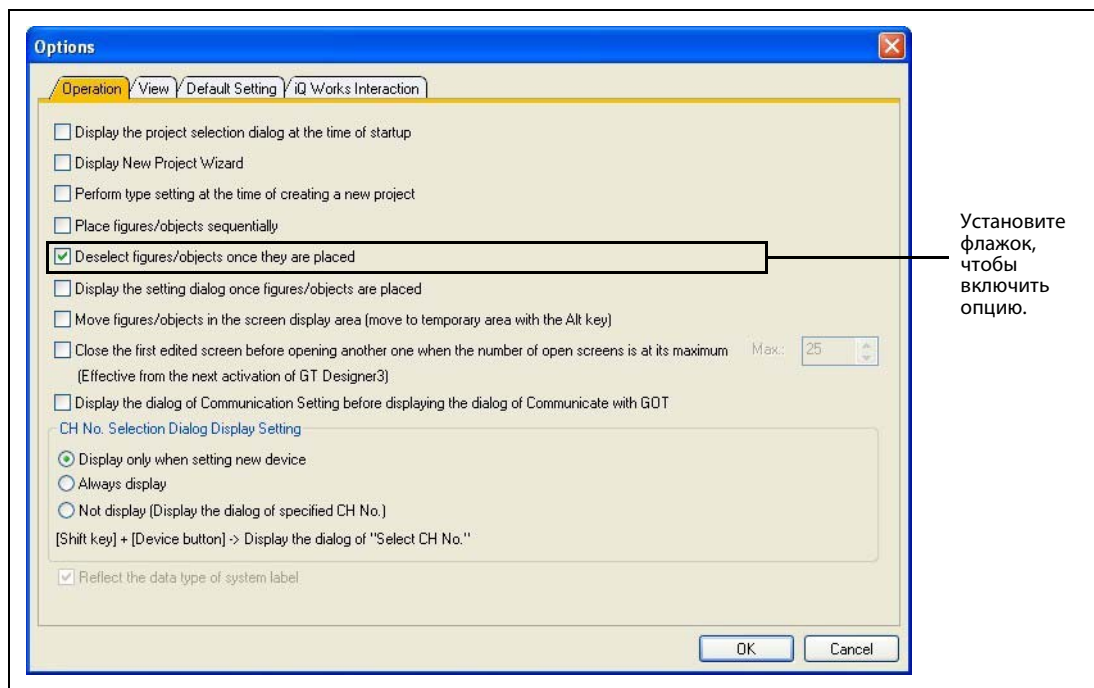 Options
Operation
View
Default Setting
iQ Works Interaction
Display the project selection dialog at the time of startup
Display New Project Wizard
Perform type setting at the time of creating a new project
Place figures/objects sequentially
Deselect figures/objects once they are placed
Display the setting dialog once figures/objects are placed
Move figures/objects in the screen display area (move to temporary area with the Alt key)
Close the first edited screen before opening another one when the number of open screens is at its maximum Max.: 25
(Effective from the next activation of GT Designer3)
Display the dialog of Communication Setting before displaying the dialog of Communicate with GOT
CH No. Selection Dialog Display Setting
Display only when setting new device
Always display
Not display (Display the dialog of specified CH No.)
[Shift key] + [Device button] -> Display the dialog of "Select CH No."
Reflect the data type of system label
OK
Cancel
Установите
флажок,
чтобы
включить
опцию.